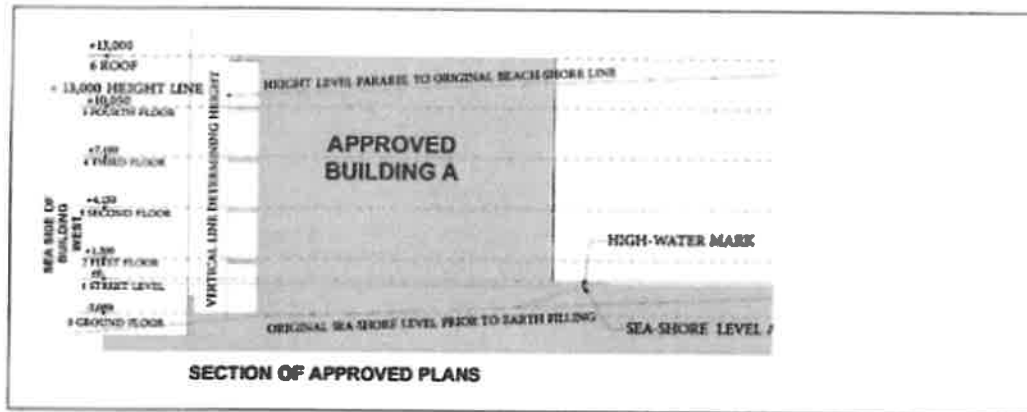 +13,000
6 ROOF
+ 13,000 HEIGHT LINE
+10,050
5 FOURTH FLOOR
+7,100
4 THIRD FLOOR
+4,150
3 SECOND FLOOR
2 FIRST FLOOR
1 STREET LEVEL
0 GROUND FLOOR
SEA SIDE OF
BUILDING
WEST
VERTICAL LINE DETERMINING HEIGHT
HEIGHT LEVEL PARAREL TO ORIGINAL BEACH-SHORE LINE
APPROVED
BUILDING A
HIGH-WATER MARK
ORIGINAL SEA-SHORE LEVEL PRIOR TO EARTH FILLING
SEA-SHORE LEVEL
SECTION OF APPROVED PLANS